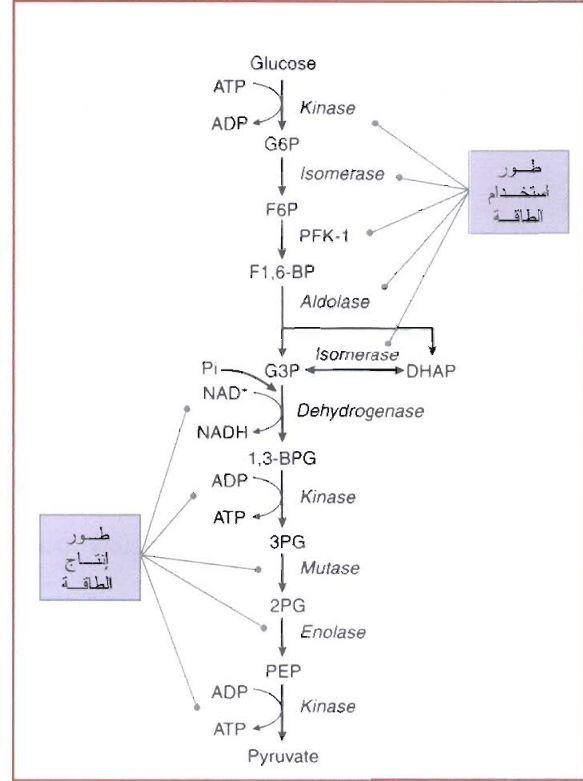 Glucose
ATP
Kinase
ADP
G6P
Isomerase
طور
استخدام
الطاقة
F6P
PFK-1
F1,6-BP
Aldolase
Isomerase
Pi
G3P
DHAP
NAD+
Dehydrogenase
NADH
1,3-BPG
ADP
Kinase
ATP
طور
إنتاج
الطاقة
3PG
Mutase
2PG
Enolase
PEP
ADP
Kinase
ATP
Pyruvate